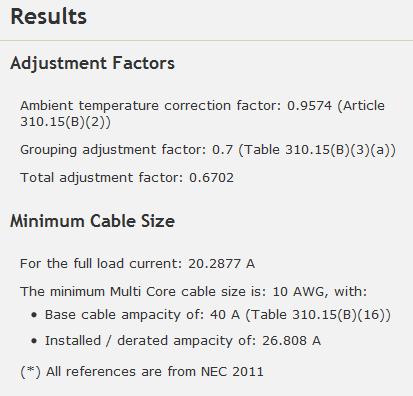 Results
Adjustment Factors
Ambient temperature correction factor: 0.9574 (Article
310.15(B)(2))
Grouping adjustment factor: 0.7 (Table 310.15(B)(3)(a))
Total adjustment factor: 0.6702
Minimum Cable Size
For the full load current: 20.2877 A
The minimum Multi Core cable size is: 10 AWG, with:
• Base cable ampacity of: 40 A (Table 310.15(B)(16))
• Installed / derated ampacity of: 26.808 A
(*) All references are from NEC 2011